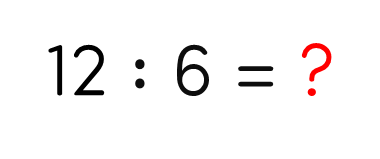 12 : 6 = ?